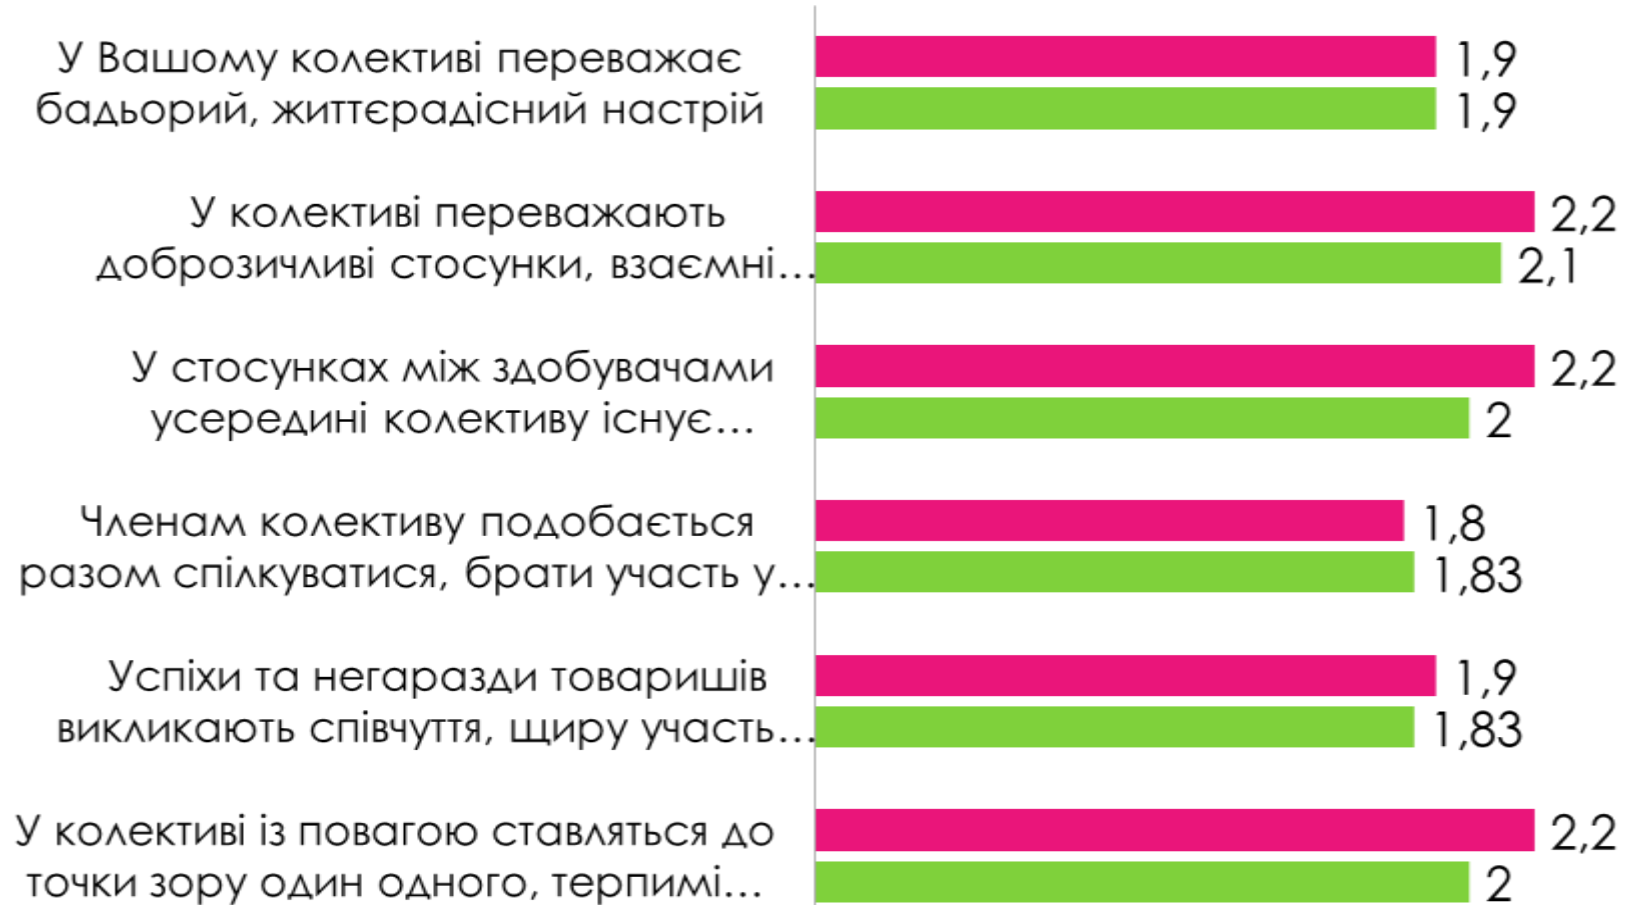 У Вашому колективі переважає
бадьорий, життєрадісний настрій
1,9
1,9
У колективі переважають
доброзичливі стосунки, взаємні...
2,2
2,1
У стосунках між здобувачами
усередині колективу існує...
2,2
2
Членам колективу подобається
разом спілкуватися, брати участь у...
1,8
1,83
Успіхи та негаразди товаришів
викликають співчуття, щиру участь...
1,9
1,83
У колективі із повагою ставляться до
точки зору один одного, терпимі...
2,2
2